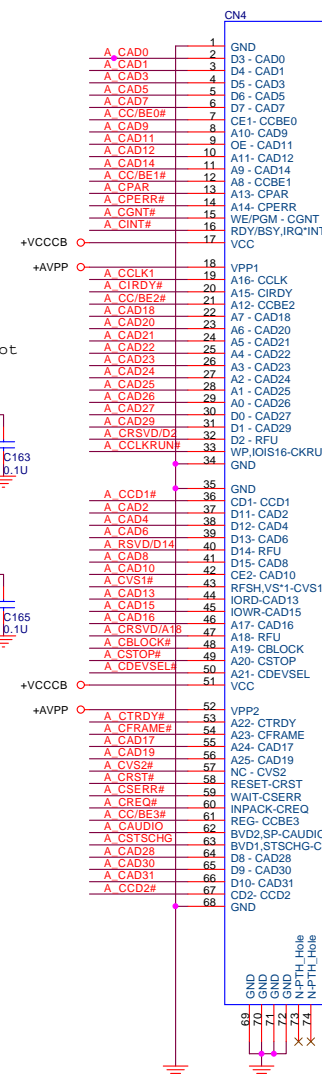 CN4
1 GND
A_CAD0 2 D3 - CAD0
A_CAD1 3 D4 - CAD1
A_CAD3 4 D5 - CAD3
A_CAD5 5 D6 - CAD5
A_CAD7 6 D7 - CAD7
A_CC/BE0# 7 CE1- CCBE0
A_CAD9 8 A10- CAD9
A_CAD11 9 OE - CAD11
A_CAD12 10 A11- CAD12
A_CAD14 11 A9 - CAD14
A_CC/BE1# 12 A8 - CCBE1
A_CPAR 13 A13- CPAR
A_CPERR# 14 A14- CPERR
A_CGNT# 15 WE/PGM - CGNT
A_CINT# 16 RDY/BSY,IRQ*INT
+VCCCB 17 VCC
+AVPP 18 VPP1
A_CCLK1 19 A16- CCLK
A_CIRDY# 20 A15- CIRDY
A_CC/BE2# 21 A12- CCBE2
A_CAD18 22 A7 - CAD18
A_CAD20 23 A6 - CAD20
A_CAD21 24 A5 - CAD21
ot
A_CAD22 25 A4 - CAD22
A_CAD23 26 A3 - CAD23
A_CAD24 27 A2 - CAD24
A_CAD25 28 A1 - CAD25
A_CAD26 29 A0 - CAD26
A_CAD27 30 D0 - CAD27
A_CAD29 31 D1 - CAD29
A_CRSVD/D2 32 D2 - RFU
A_CCLKRUN# 33 WP,IOIS16-CKRU
34 GND
C163
0.1U
35 GND
A_CCD1# 36 CD1- CCD1
A_CAD2 37 D11- CAD2
A_CAD4 38 D12- CAD4
A_CAD6 39 D13- CAD6
A_RSVD/D14 40 D14- RFU
A_CAD8 41 D15- CAD8
A_CAD10 42 CE2- CAD10
A_CVS1# 43 RFSH,VS*1-CVS1
A_CAD13 44 IORD-CAD13
A_CAD15 45 IOWR-CAD15
A_CAD16 46 A17- CAD16
A_CRSVD/A18 47 A18- RFU
A_CBLOCK# 48 A19- CBLOCK
A_CSTOP# 49 A20- CSTOP
A_CDEVSEL# 50 A21- CDEVSEL
C165
0.1U
+VCCCB 51 VCC
+AVPP 52 VPP2
A_CTRDY# 53 A22- CTRDY
A_CFRAME# 54 A23- CFRAME
A_CAD17 55 A24- CAD17
A_CAD19 56 A25- CAD19
A_CVS2# 57 NC - CVS2
A_CRST# 58 RESET-CRST
A_CSERR# 59 WAIT-CSERR
A_CREQ# 60 INPACK-CREQ
A_CC/BE3# 61 REG- CCBE3
A_CAUDIO 62 BVD2,SP-CAUDIO
A_CSTSCHG 63 BVD1,STSCHG-C
A_CAD28 64 D8 - CAD28
A_CAD30 65 D9 - CAD30
A_CAD31 66 D10- CAD31
A_CCD2# 67 CD2- CCD2
68 GND
69 GND
70 GND
71 GND
72 GND
73 N-PTH_Hole
74 N-PTH_Hole